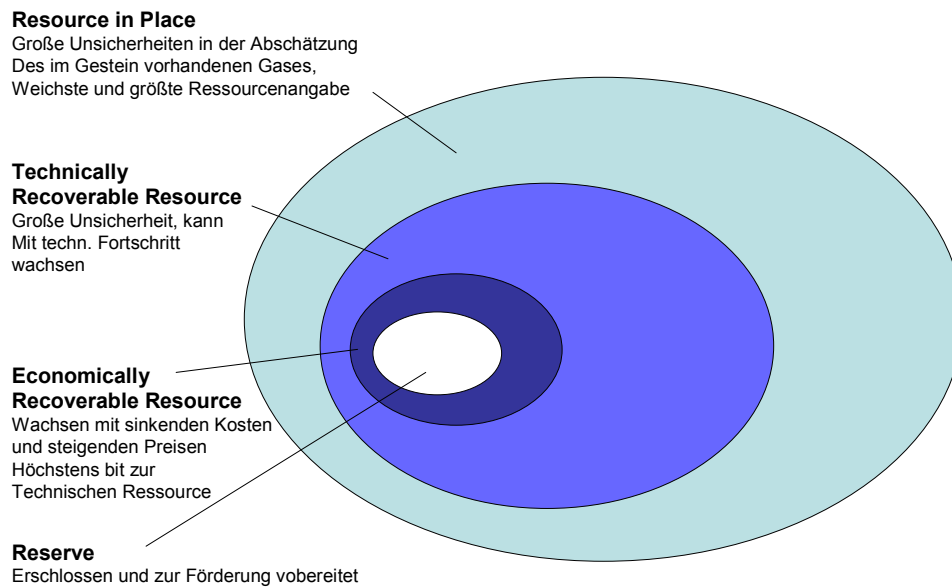 Resource in Place
Große Unsicherheiten in der Abschätzung
Des im Gestein vorhandenen Gases,
Weichste und größte Ressourcenangabe
Technically
Recoverable Resource
Große Unsicherheit, kann
Mit techn. Fortschritt
wachsen
Economically
Recoverable Resource
Wachsen mit sinkenden Kosten
und steigenden Preisen
Höchstens bit zur
Technischen Ressource
Reserve
Erschlossen und zur Förderung vobereitet